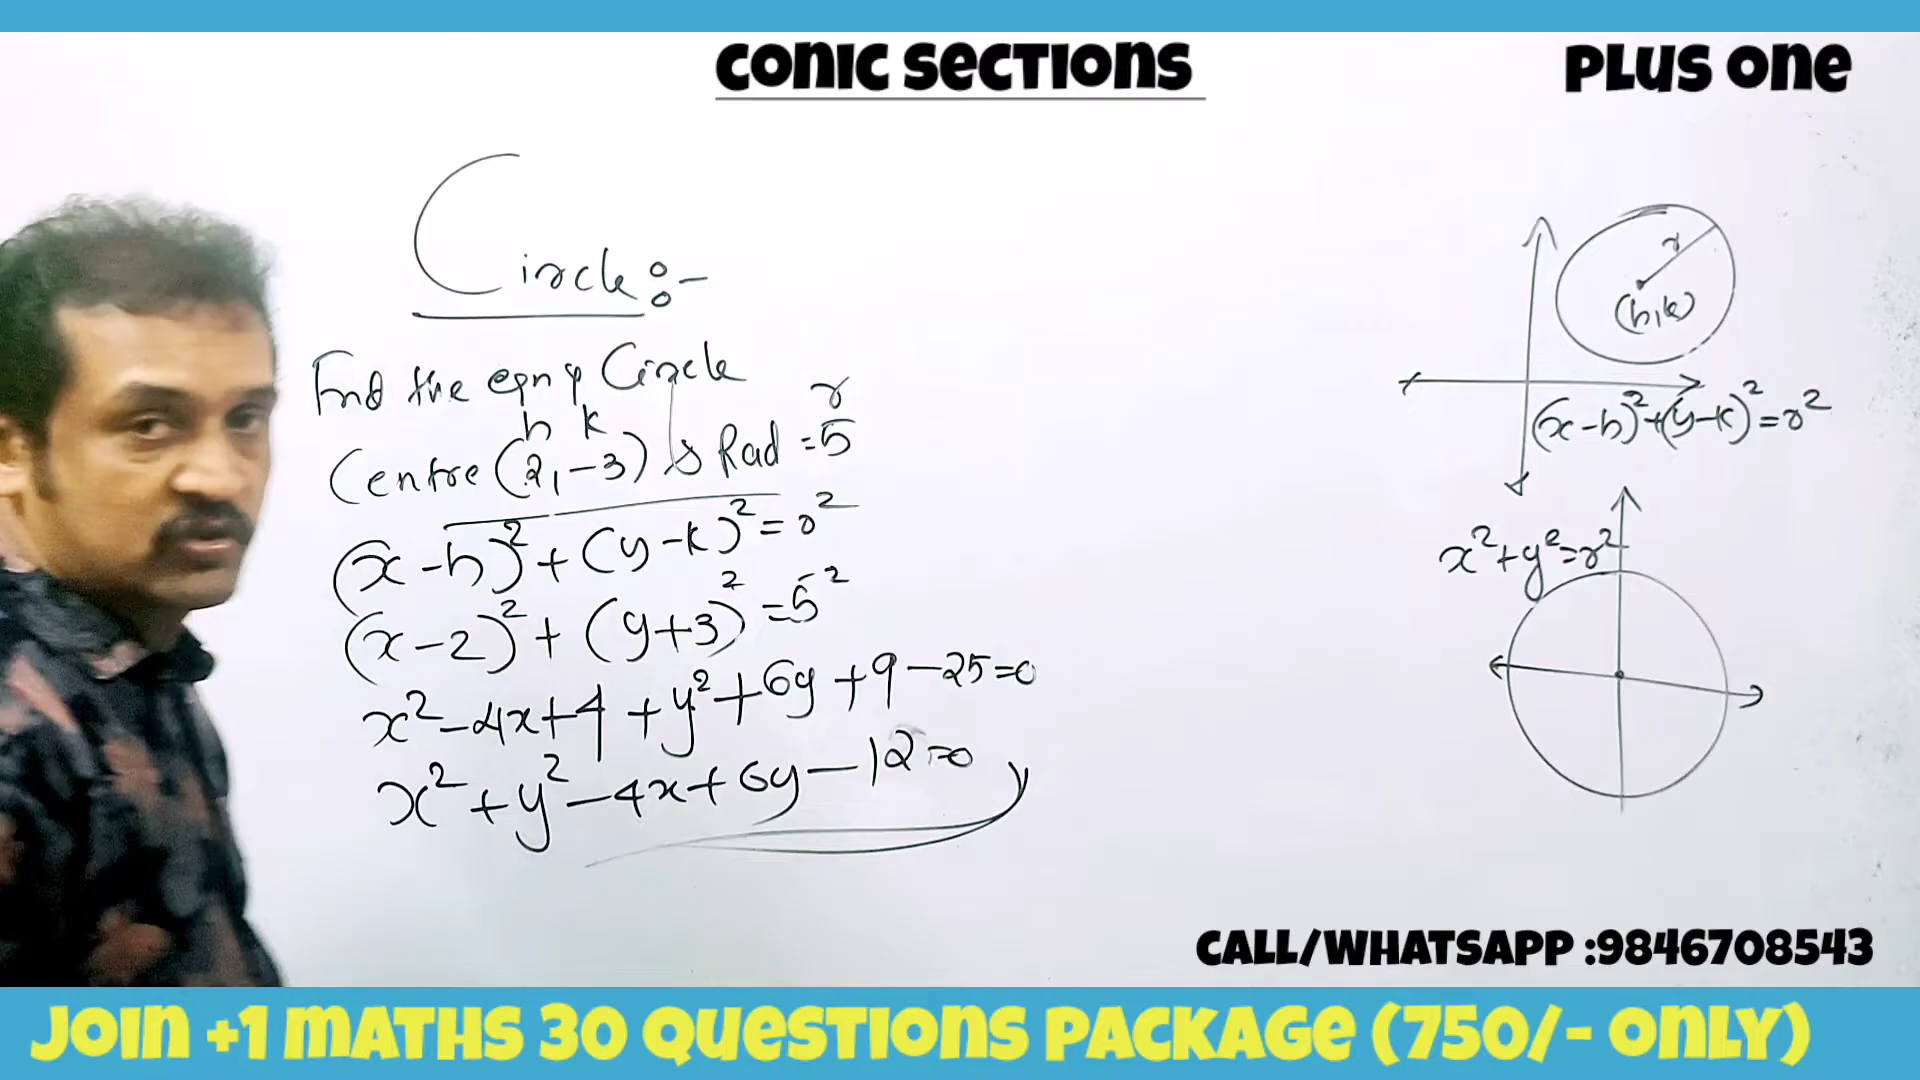 CONIC SECTIONS
PLUS ONE
Circle :-
Find the eqn of Circle
h k r
Centre (2, -3) & Rad = 5
(x-h)² + (y-k)² = r²
(x-2)² + (y+3)² = 5²
x² - 4x + 4 + y² + 6y + 9 - 25 = 0
x² + y² - 4x + 6y - 12 = 0
r
(h, k)
(x-h)² + (y-k)² = r²
x² + y² = r²
CALL/WHATSAPP :9846708543
JOIN +1 MATHS 30 QUESTIONS PACKAGE (750/- ONLY)